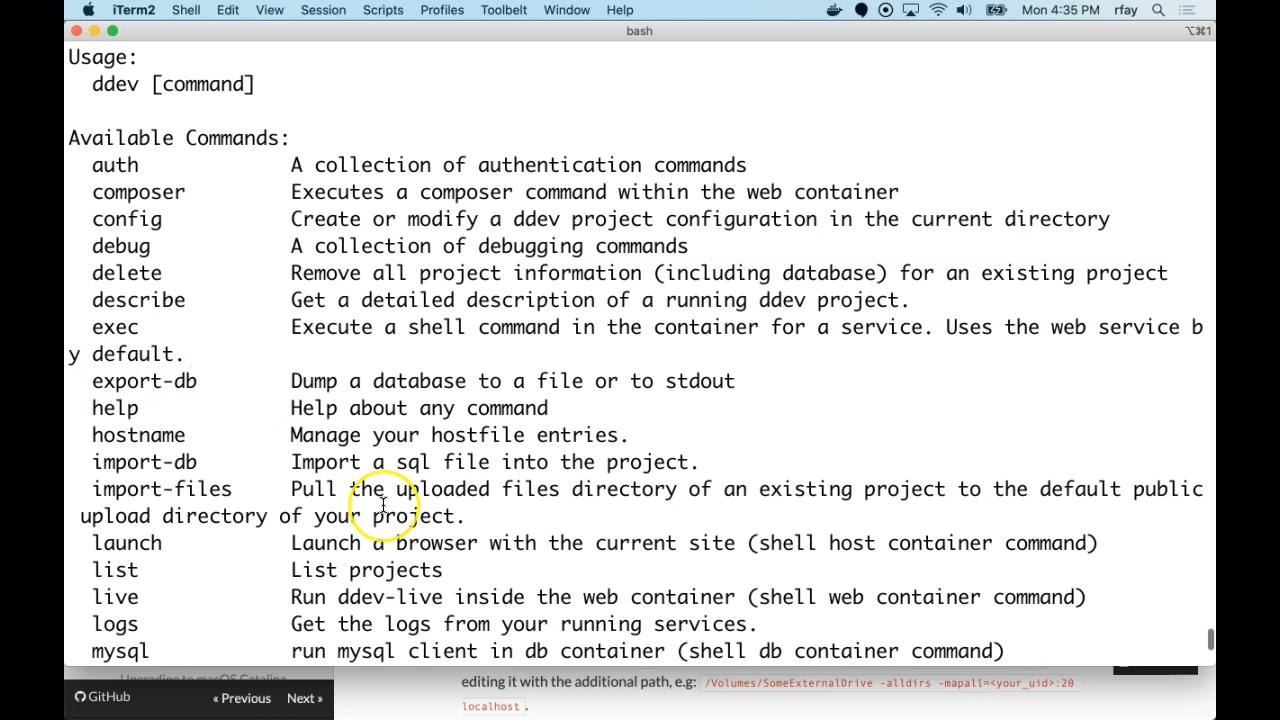 iTerm2 Shell Edit View Session Scripts Profiles Toolbelt Window Help Mon 4:35 PM rfay
bash
⌥⌘1
Usage:
ddev [command]
Available Commands:
auth A collection of authentication commands
composer Executes a composer command within the web container
config Create or modify a ddev project configuration in the current directory
debug A collection of debugging commands
delete Remove all project information (including database) for an existing project
describe Get a detailed description of a running ddev project.
exec Execute a shell command in the container for a service. Uses the web service b
y default.
export-db Dump a database to a file or to stdout
help Help about any command
hostname Manage your hostfile entries.
import-db Import a sql file into the project.
import-files Pull the uploaded files directory of an existing project to the default public
upload directory of your project.
launch Launch a browser with the current site (shell host container command)
list List projects
live Run ddev-live inside the web container (shell web container command)
logs Get the logs from your running services.
mysql run mysql client in db container (shell db container command)
Upgrading to macOS Catalina
GitHub « Previous Next »
editing it with the additional path, e.g: /Volumes/SomeExternalDrive -alldirs -mapall=<your_uid>:20
localhost .